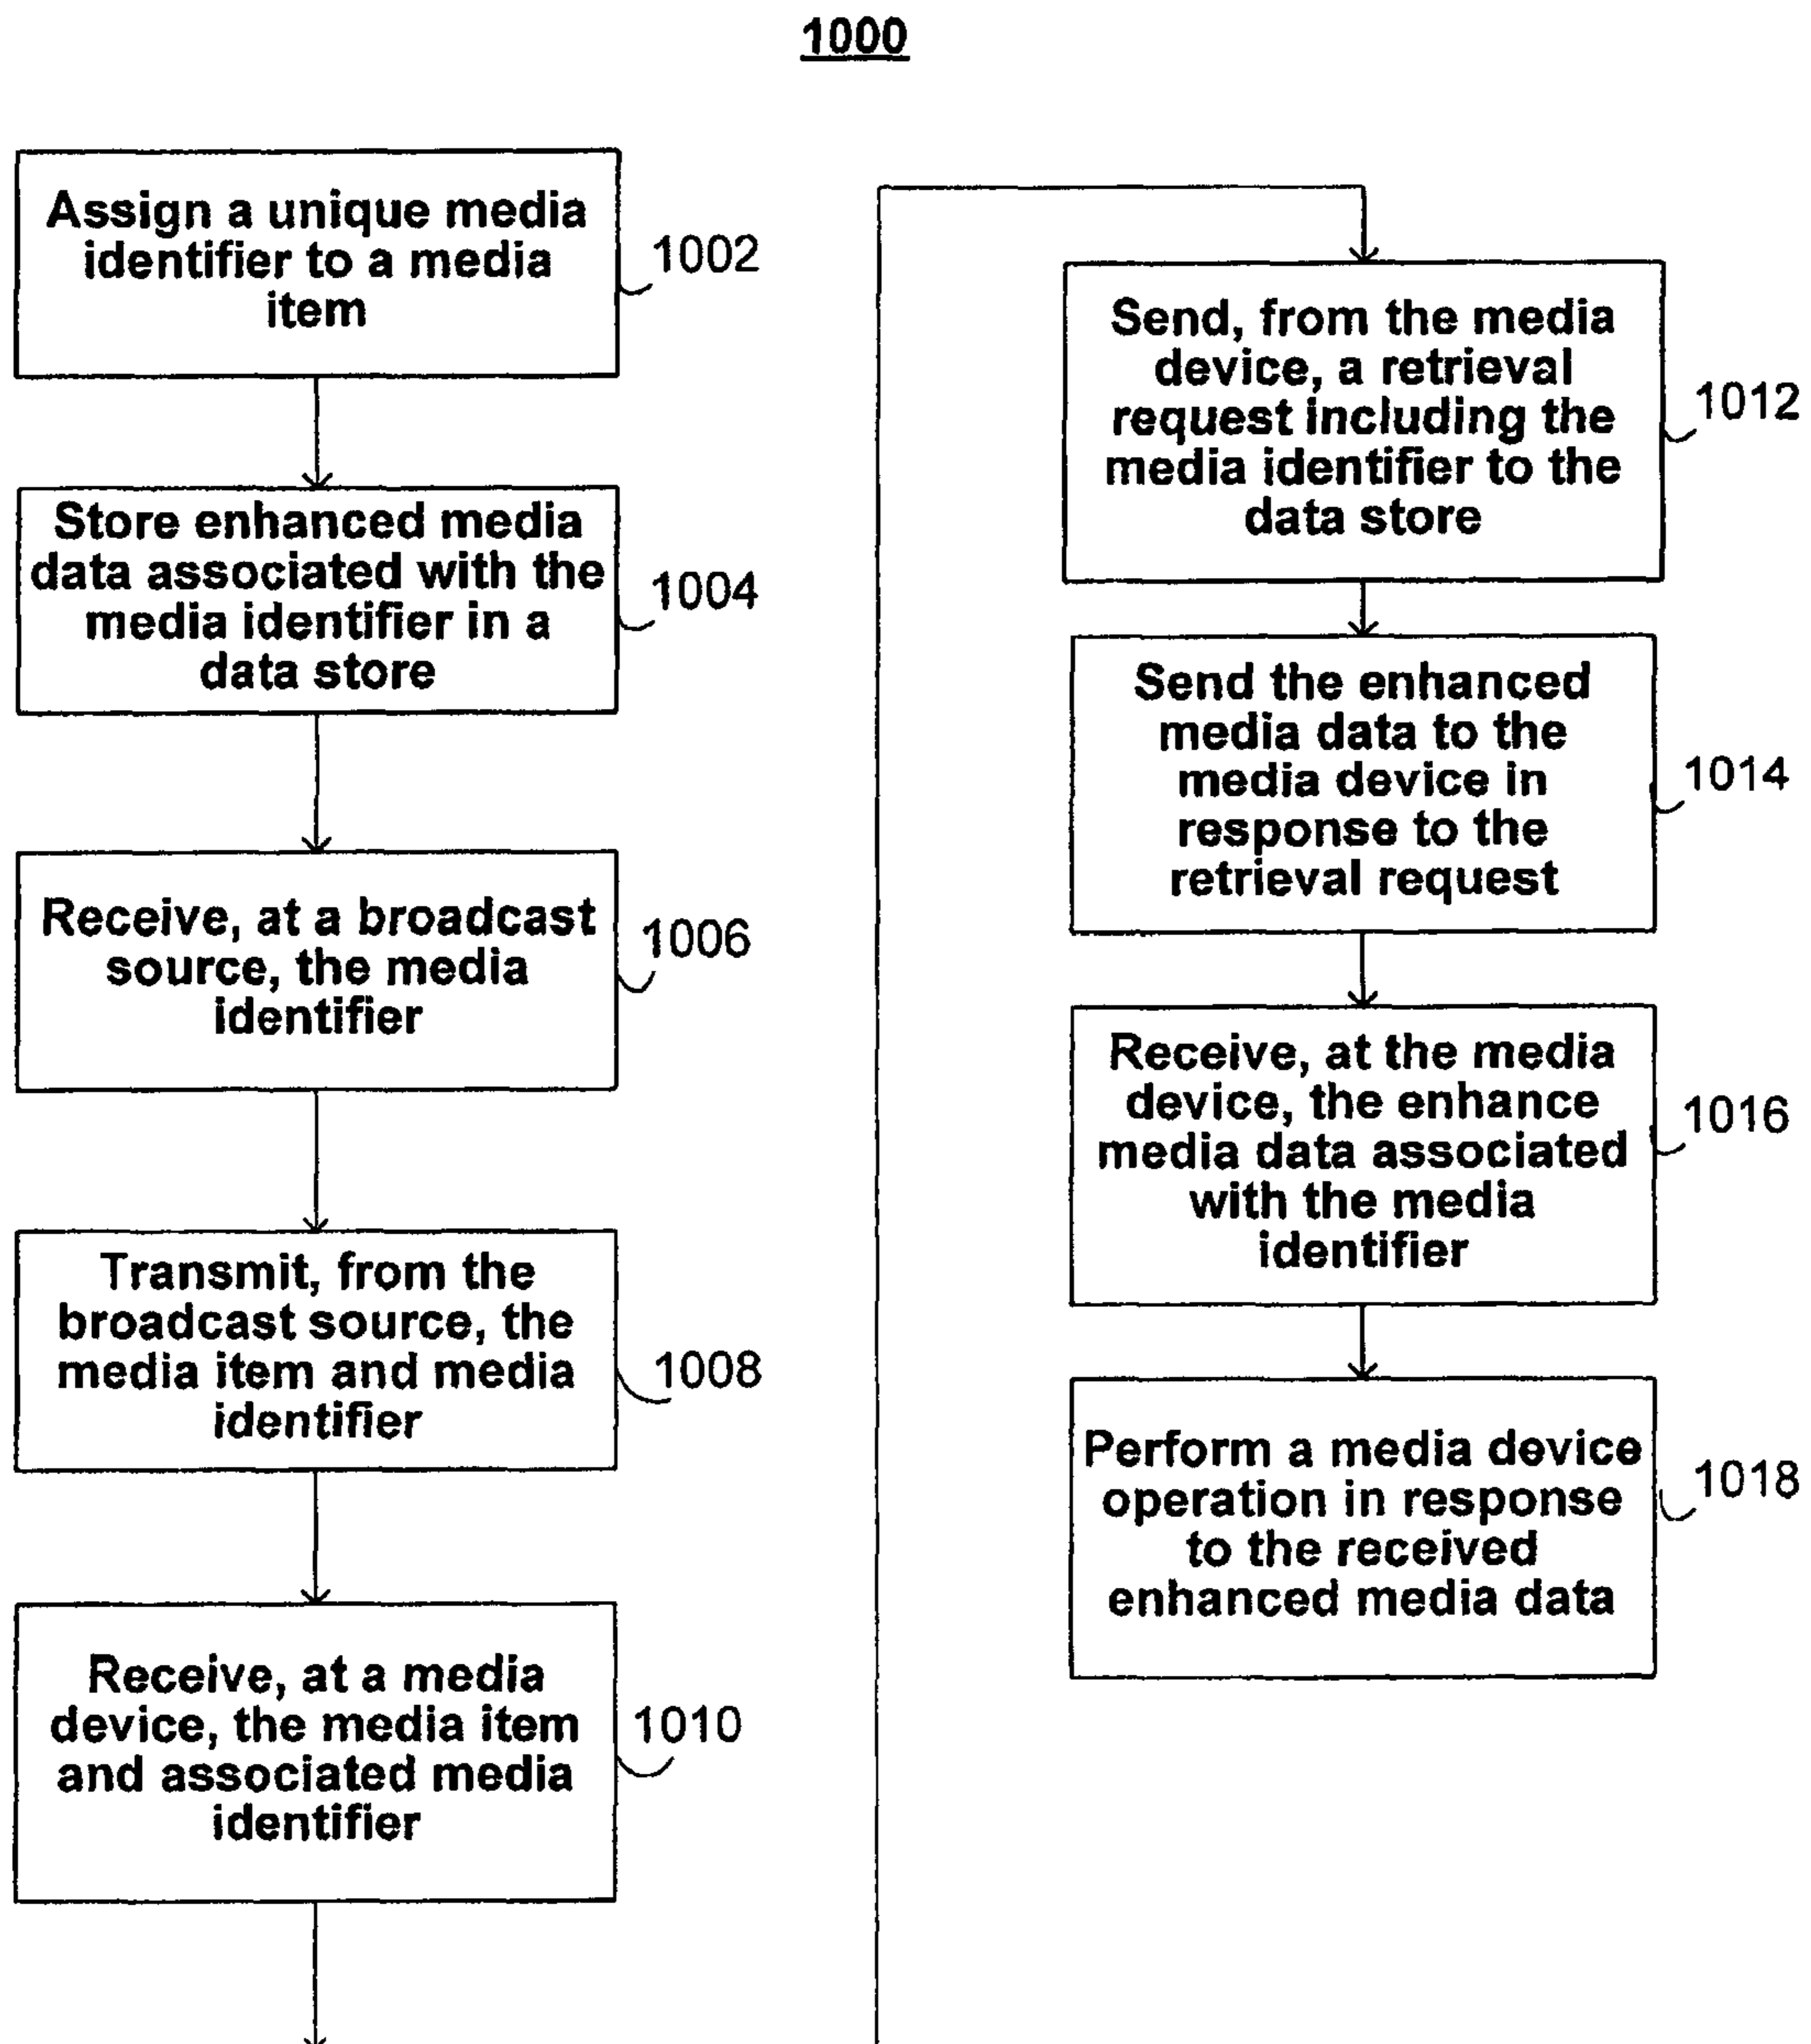 1000
Assign a unique media
identifier to a media
item
1002
Store enhanced media
data associated with the
media identifier in a
data store
1004
Receive, at a broadcast
source, the media
identifier
1006
Transmit, from the
broadcast source, the
media item and media
identifier
1008
Receive, at a media
device, the media item
and associated media
identifier
1010
Send, from the media
device, a retrieval
request including the
media identifier to the
data store
1012
Send the enhanced
media data to the
media device in
response to the
retrieval request
1014
Receive, at the media
device, the enhance
media data associated
with the media
identifier
1016
Perform a media device
operation in response
to the received
enhanced media data
1018